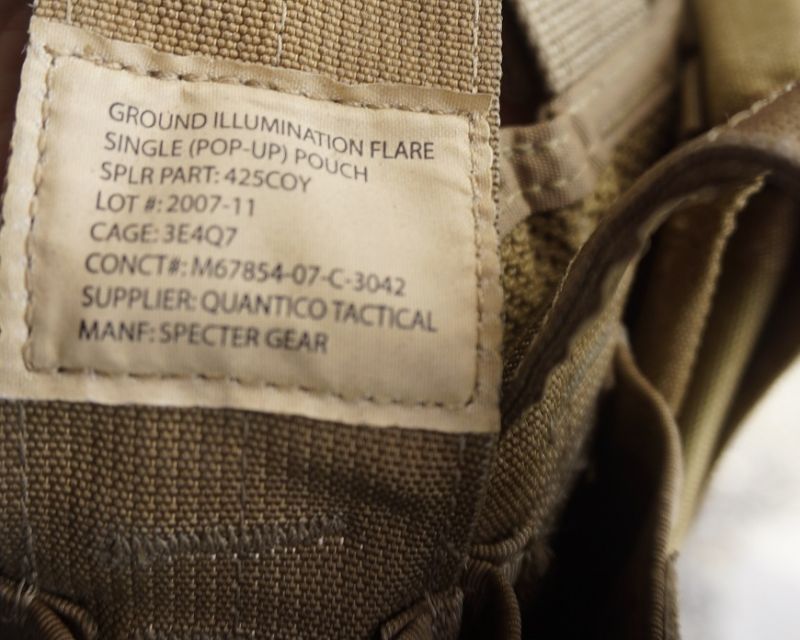 GROUND ILLUMINATION FLARE
SINGLE (POP-UP) POUCH
SPLR PART: 425COY
LOT #: 2007-11
CAGE: 3E4Q7
CONCT#: M67854-07-C-3042
SUPPLIER: QUANTICO TACTICAL
MANF: SPECTER GEAR